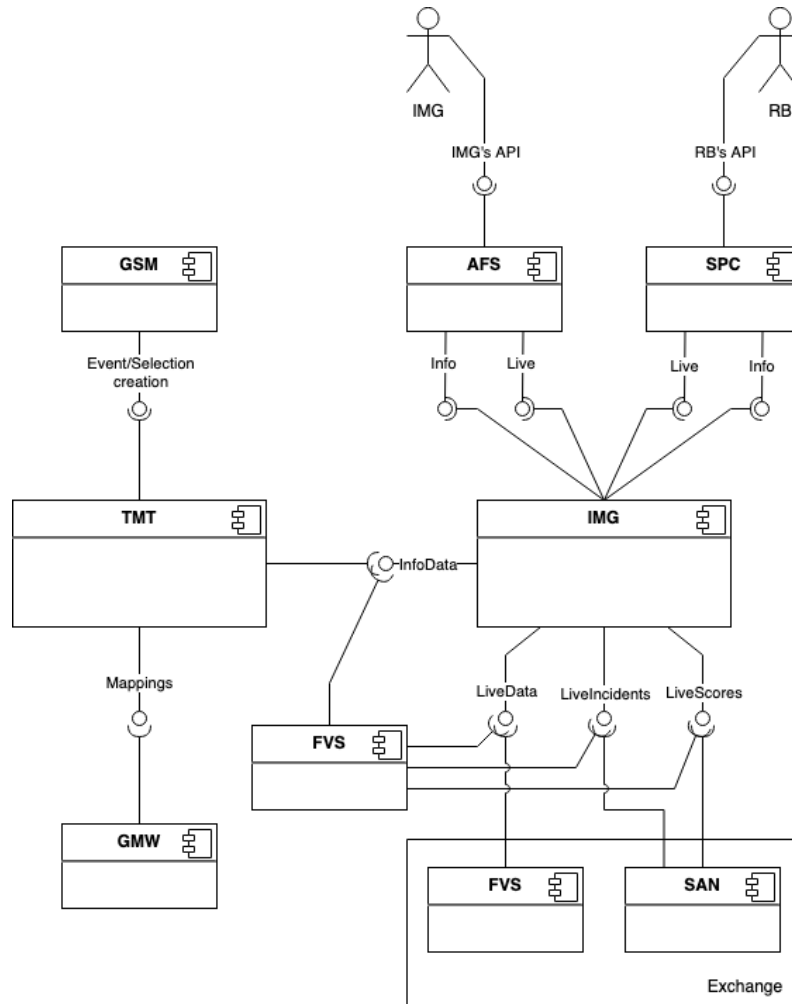 IMG
RB
IMG's API
RB's API
GSM
AFS
SPC
Event/Selection
creation
Info
Live
Live
Info
TMT
IMG
InfoData
Mappings
LiveData
LiveIncidents
LiveScores
FVS
GMW
FVS
SAN
Exchange